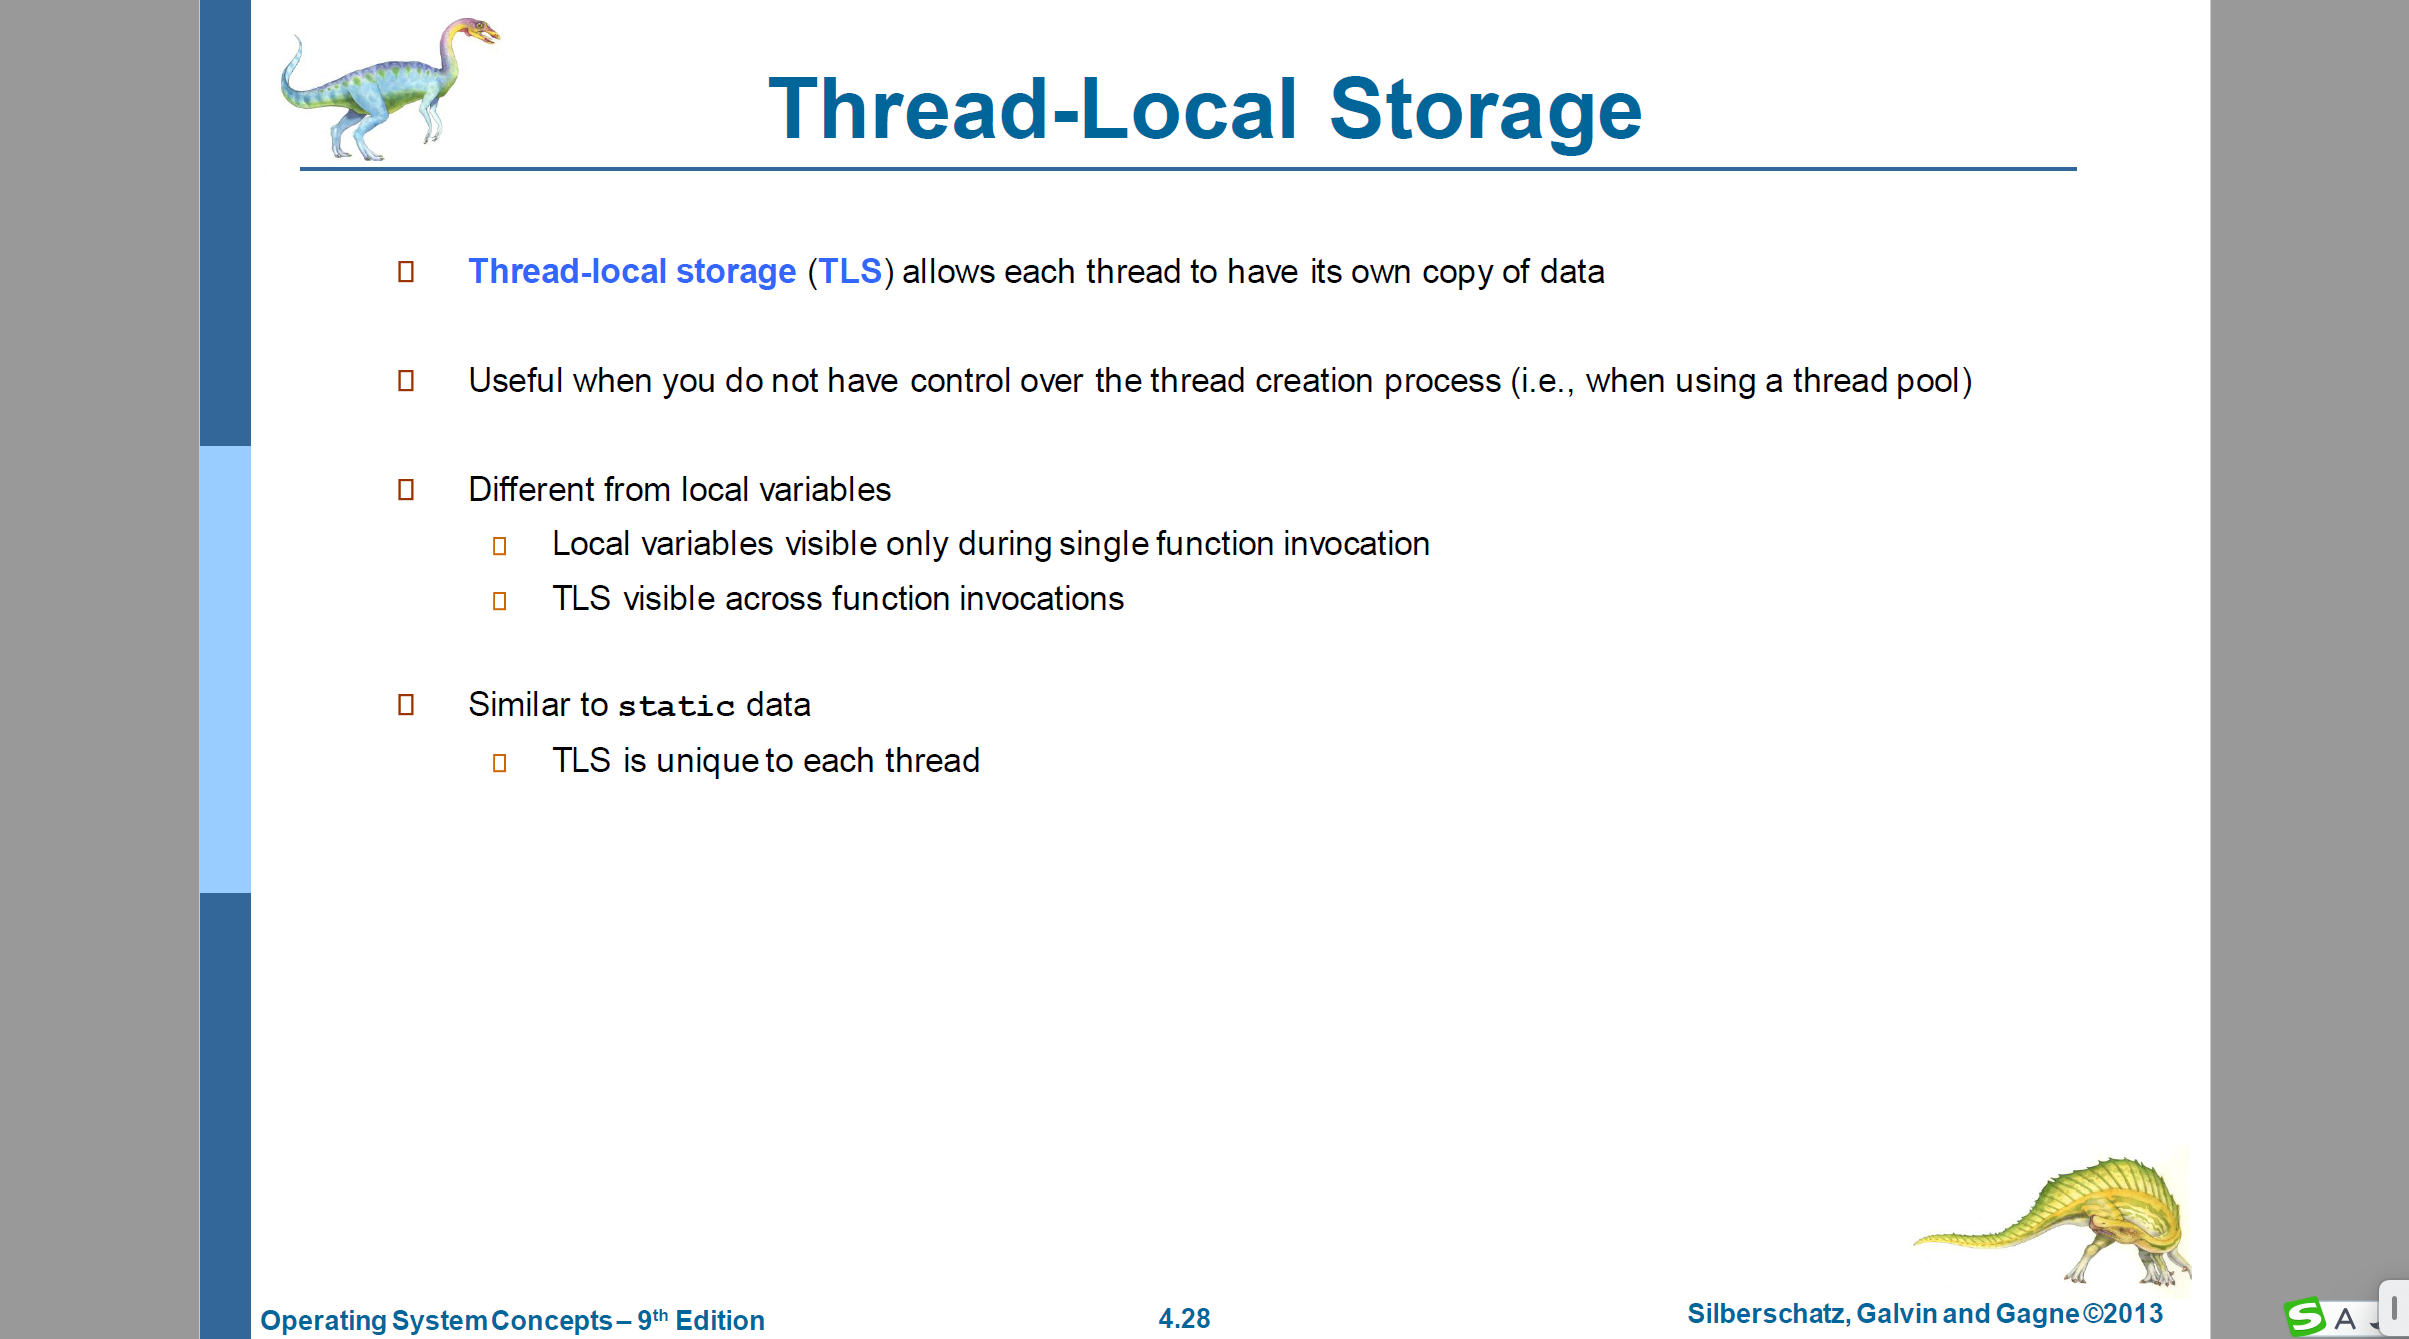 Thread-Local Storage
Thread-local storage (TLS) allows each thread to have its own copy of data
Useful when you do not have control over the thread creation process (i.e., when using a thread pool)
Different from local variables
Local variables visible only during single function invocation
TLS visible across function invocations
Similar to static data
TLS is unique to each thread
Operating System Concepts – 9th Edition
4.28
Silberschatz, Galvin and Gagne ©2013
S A